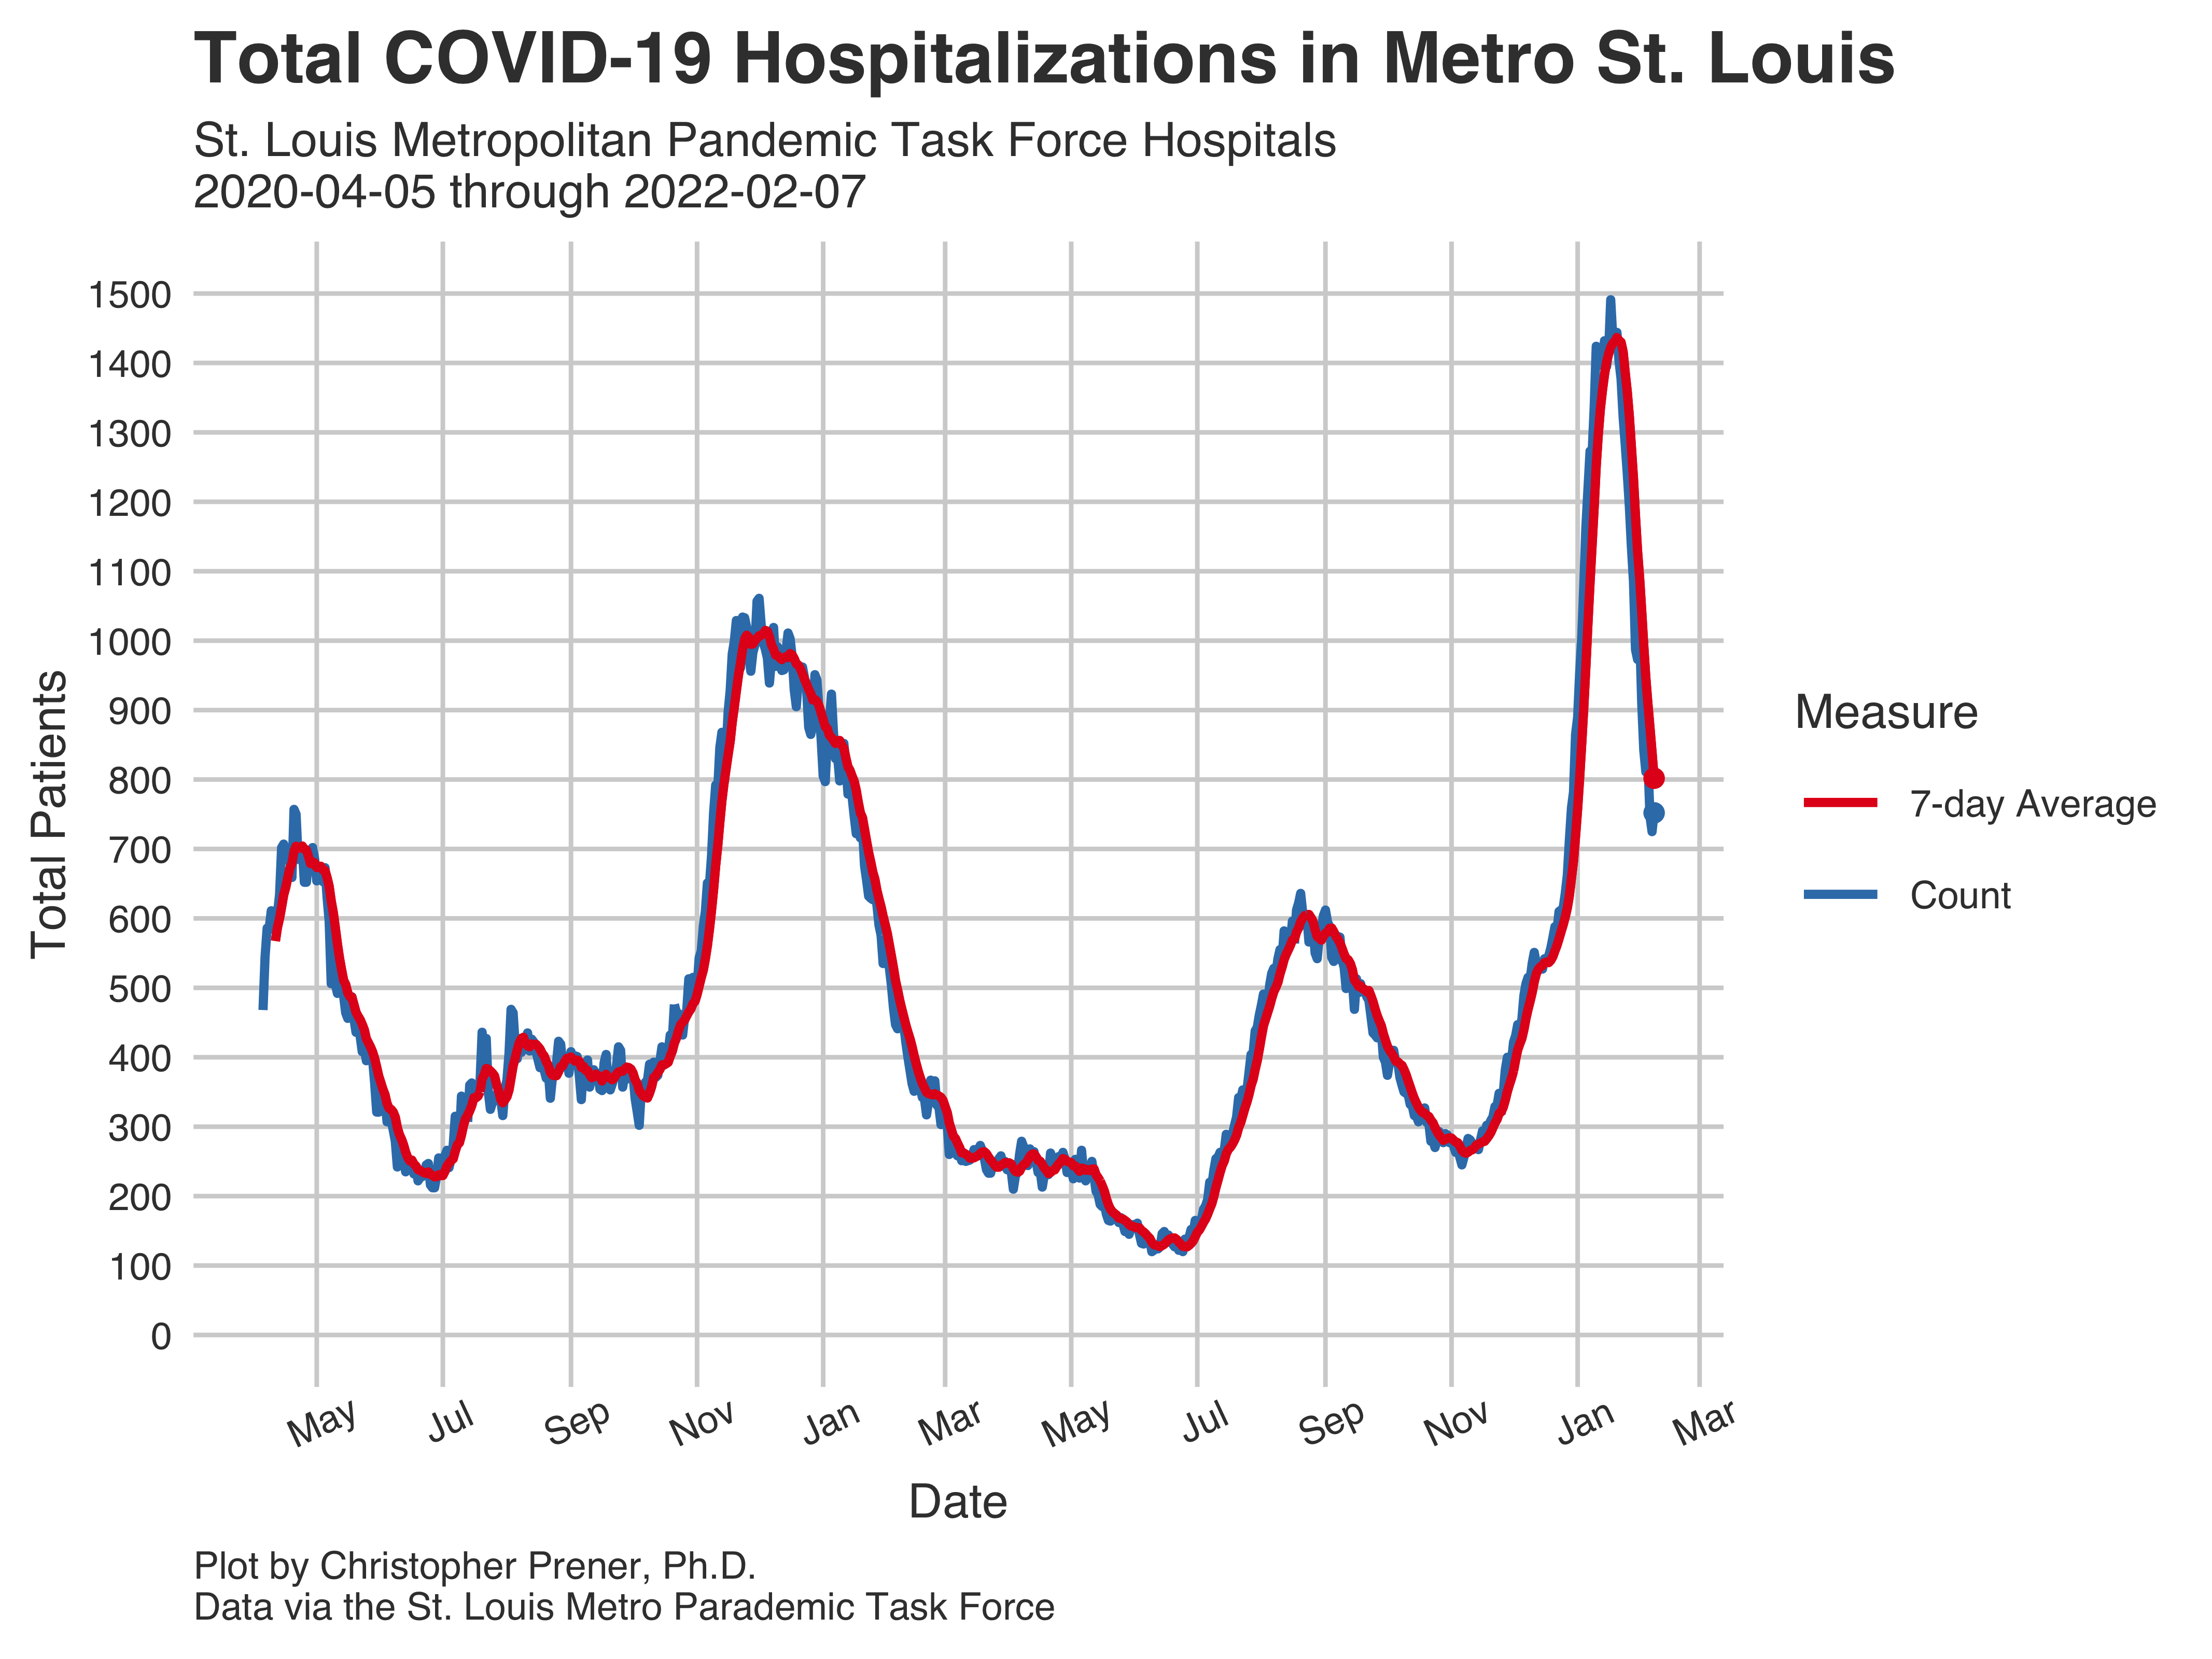 Total COVID-19 Hospitalizations in Metro St. Louis
St. Louis Metropolitan Pandemic Task Force Hospitals
2020-04-05 through 2022-02-07
1500
1400
1300
1200
1100
1000
900
800
700
600
500
400
300
200
100
0
Total Patients
May
Jul
Sep
Nov
Jan
Mar
May
Jul
Sep
Nov
Jan
Mar
Date
Measure
7-day Average
Count
Plot by Christopher Prener, Ph.D.
Data via the St. Louis Metro Parademic Task Force